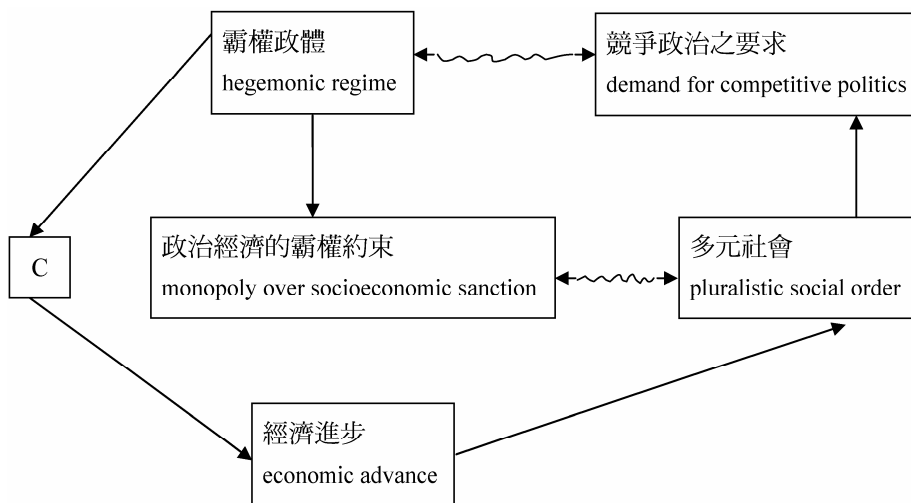 霸權政體
hegemonic regime
競爭政治之要求
demand for competitive politics
C
政治經濟的霸權約束
monopoly over socioeconomic sanction
多元社會
pluralistic social order
經濟進步
economic advance